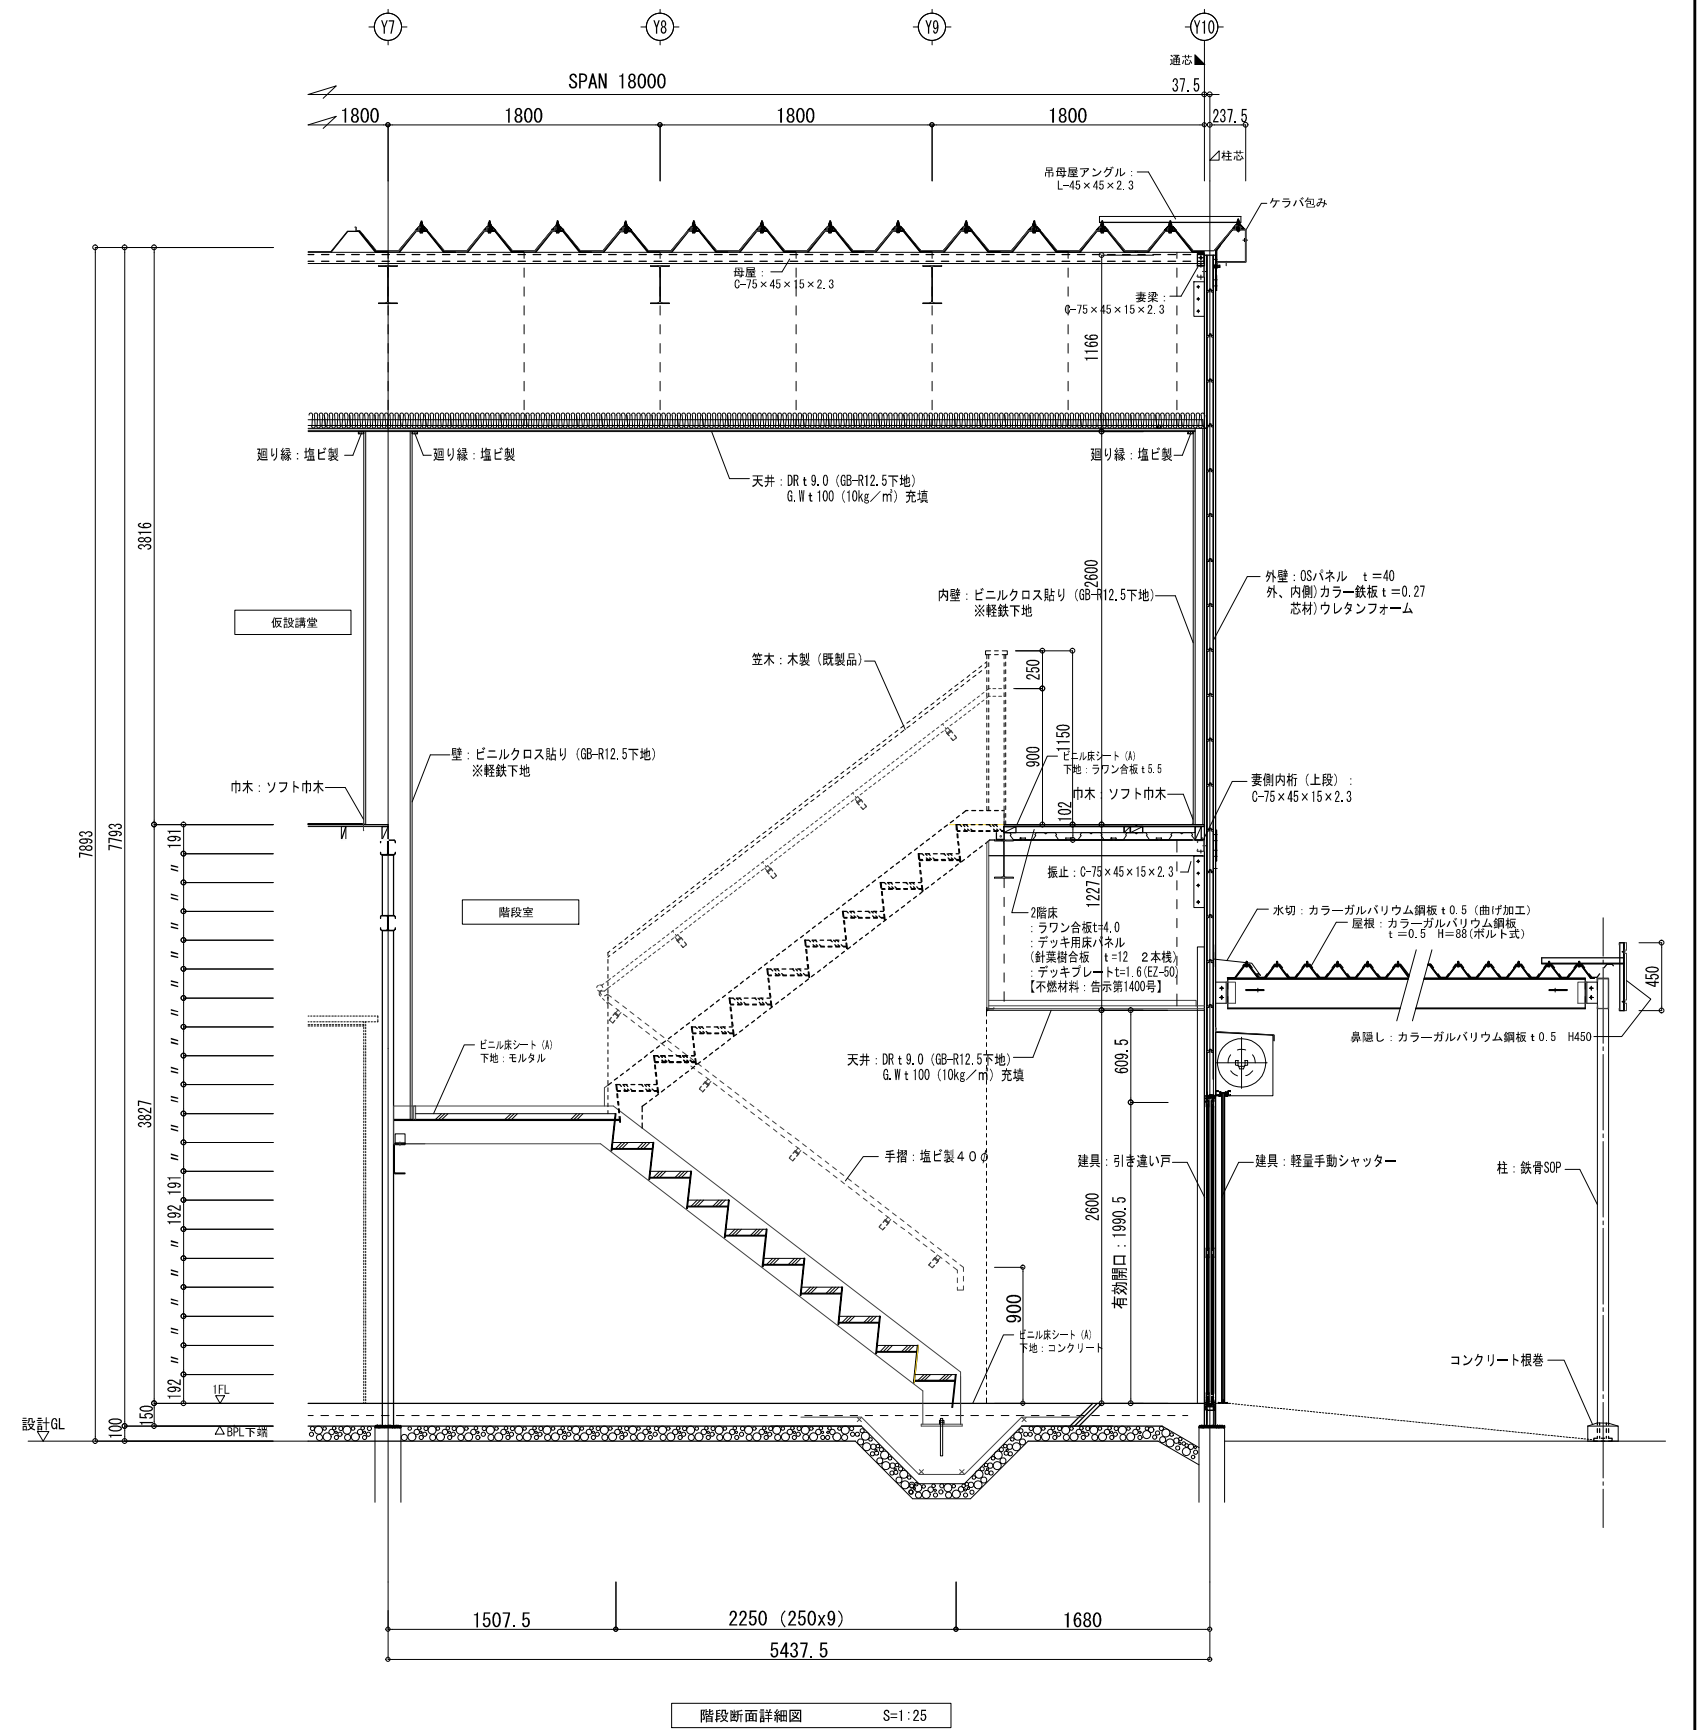 Y7
Y8
Y9
Y10
通芯
SPAN 18000
37.5
1800
1800
1800
1800
237.5
柱芯
吊母屋アングル：
L-45×45×2.3
ケラバ包み
母屋：
C-75×45×15×2.3
妻梁：
C-75×45×15×2.3
1166
廻り縁：塩ビ製
廻り縁：塩ビ製
廻り縁：塩ビ製
天井：DRｔ9.0（GB-R12.5下地）
G.Wｔ100（10kg／㎡）充填
3816
2600
外壁：OSパネル　ｔ=40
外、内側)カラー鉄板ｔ=0.27
芯材)ウレタンフォーム
内壁：ビニルクロス貼り（GB-R12.5下地）
※軽鉄下地
仮設講堂
笠木：木製（既製品）
250
900
1150
102
壁：ビニルクロス貼り（GB-R12.5下地）
※軽鉄下地
ビニル床シート（A）
下地：ラワン合板ｔ5.5
巾木：ソフト巾木
巾木：ソフト巾木
妻側内桁（上段）：
C-75×45×15×2.3
7893
7793
191
〃
〃
〃
〃
〃
〃
〃
〃
〃
〃
〃
191
192
〃
〃
〃
〃
〃
192
振止：C-75×45×15×2.3
1227
階段室
2階床
：ラワン合板t=4.0
：デッキ用床パネル
（針葉樹合板　ｔ=12　2本桟）
：デッキプレートt=1.6(EZ-50)
【不燃材料：告示第1400号】
水切：カラーガルバリウム鋼板ｔ0.5（曲げ加工）
屋根：カラーガルバリウム鋼板
ｔ=0.5　H=88(ボルト式)
450
鼻隠し：カラーガルバリウム鋼板ｔ0.5　H450
ビニル床シート（A）
下地：モルタル
天井：DRｔ9.0（GB-R12.5下地）
G.Wｔ100（10kg／㎡）充填
609.5
3827
手摺：塩ビ製４０φ
建具：引き違い戸
建具：軽量手動シャッター
柱：鉄骨SOP
2600
有効開口：1990.5
900
ビニル床シート（A）
下地：コンクリート
コンクリート根巻
1FL
150
100
設計GL
BPL下端
1507.5
2250（250x9）
1680
5437.5
階段断面詳細図　　S=1:25